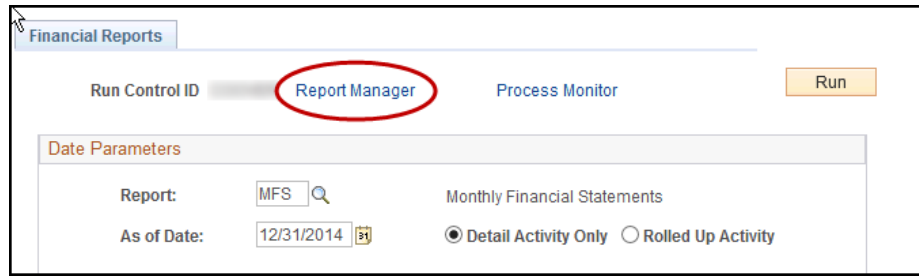 Financial Reports
Run Control ID Report Manager Process Monitor Run
Date Parameters
Report: MFS Monthly Financial Statements
As of Date: 12/31/2014 31 Detail Activity Only Rolled Up Activity